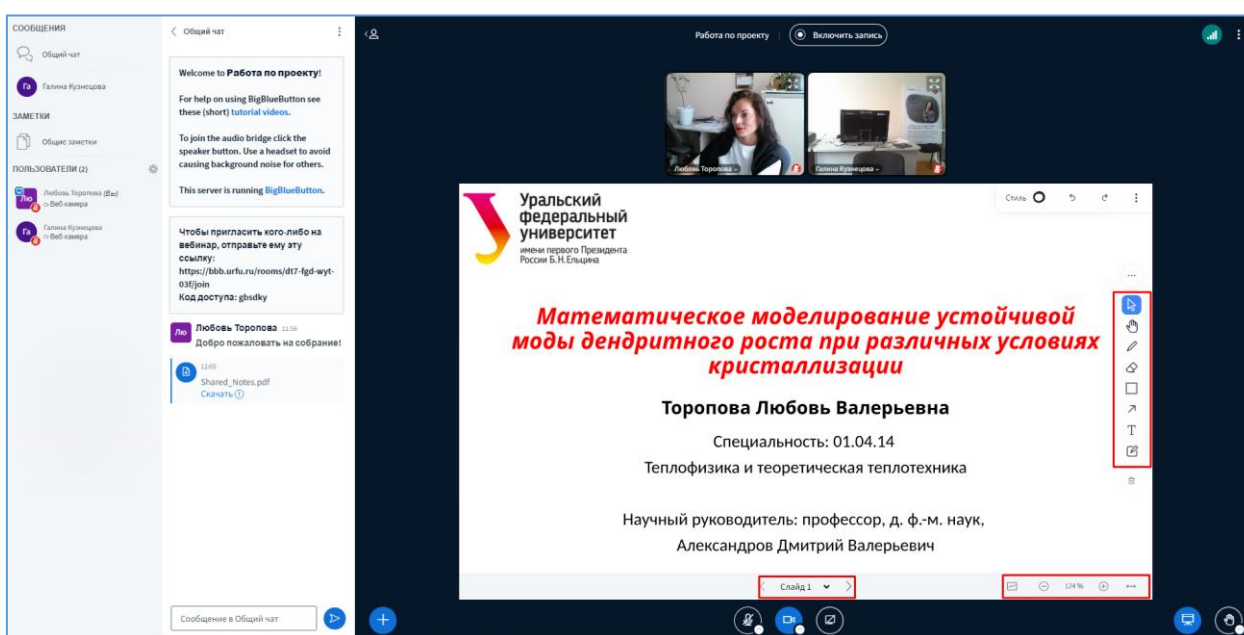 СООБЩЕНИЯ
Общий чат
Га
Галина Кузнецова
ЗАМЕТКИ
Общие заметки
ПОЛЬЗОВАТЕЛИ (2)
Лю
Любовь Торопова (Вы)
Веб-камера
Га
Галина Кузнецова
Веб-камера
Общий чат
Welcome to Работа по проекту!
For help on using BigBlueButton see
these (short) tutorial videos.
To join the audio bridge click the
speaker button. Use a headset to avoid
causing background noise for others.
This server is running BigBlueButton.
Чтобы пригласить кого-либо на
вебинар, отправьте ему эту
ссылку:
https://bbb.urfu.ru/rooms/dt7-fgd-wyt-
03f/join
Код доступа: gbsdky
Лю
Любовь Торопова 11:56
Добро пожаловать на собрание!
12:05
Shared_Notes.pdf
Скачать
Сообщение в Общий чат
Работа по проекту
Включить запись
Любовь Торопова
Галина Кузнецова
Уральский
федеральный
университет
имени первого Президента
России Б.Н.Ельцина
Стиль
Математическое моделирование устойчивой
моды дендритного роста при различных условиях
кристаллизации
Торопова Любовь Валерьевна
Специальность: 01.04.14
Теплофизика и теоретическая теплотехника
Научный руководитель: профессор, д. ф.-м. наук,
Александров Дмитрий Валерьевич
T
Слайд 1
124%